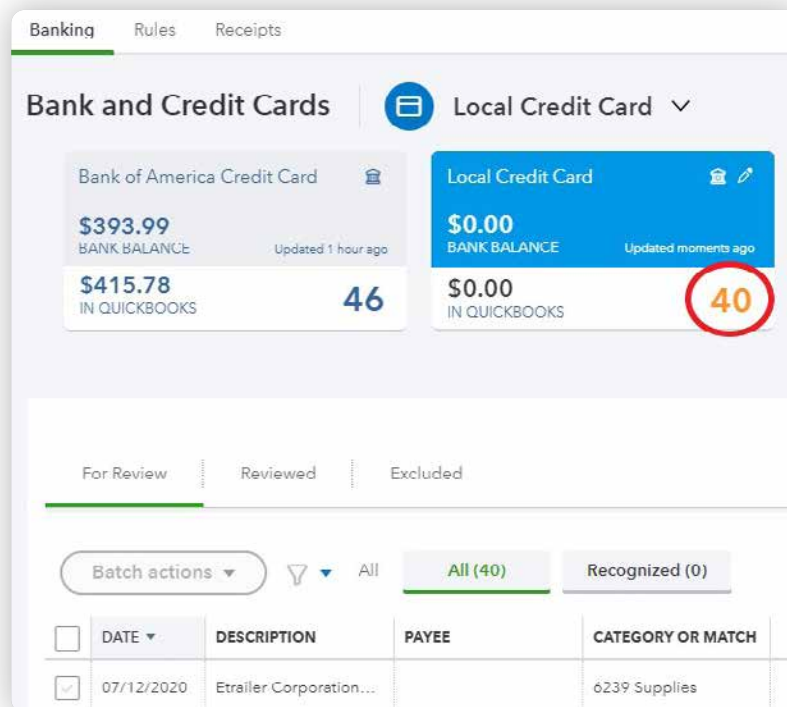 Banking Rules Receipts
Bank and Credit Cards Local Credit Card
Bank of America Credit Card
$393.99
BANK BALANCE Updated 1 hour ago
$415.78
IN QUICKBOOKS 46
Local Credit Card
$0.00
BANK BALANCE Updated moments ago
$0.00
IN QUICKBOOKS 40
For Review Reviewed Excluded
Batch actions All All (40) Recognized (0)
DATE DESCRIPTION PAYEE CATEGORY OR MATCH
07/12/2020 Etrailer Corporation... 6239 Supplies